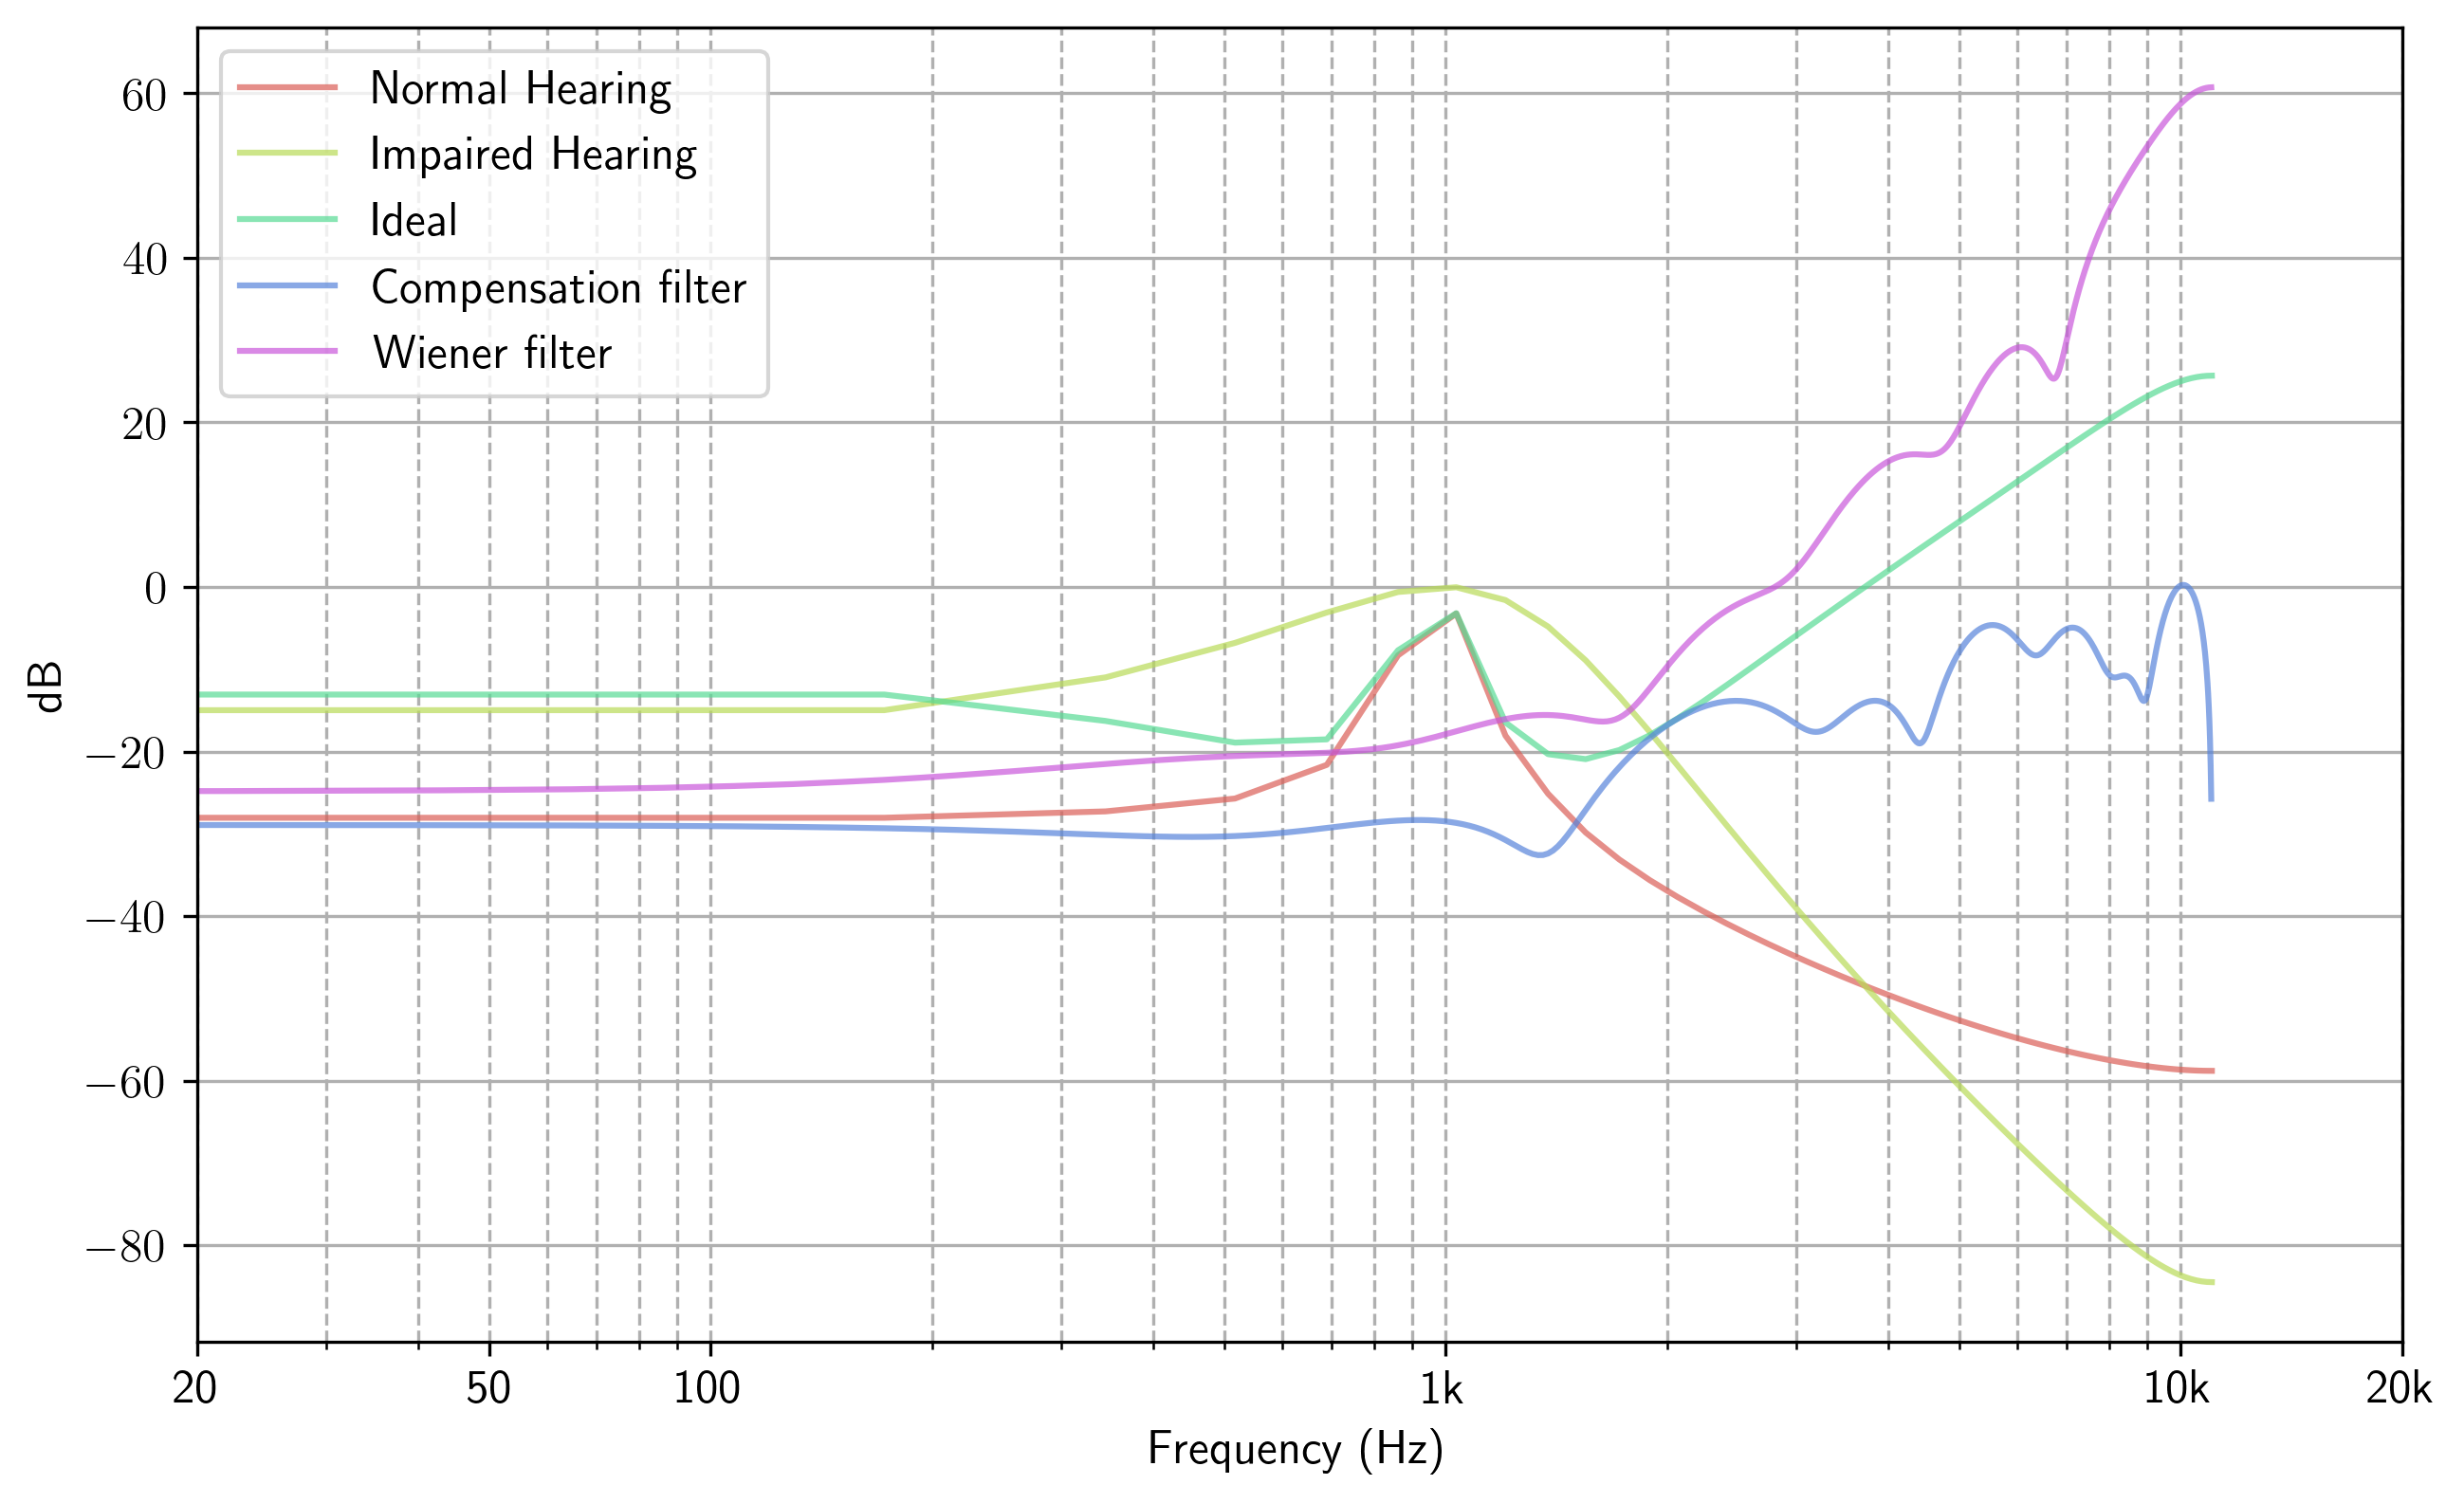 Normal Hearing
Impaired Hearing
Ideal
Compensation filter
Wiener filter
60
40
20
0
−20
−40
−60
−80
dB
20 50 100 1k 10k 20k
Frequency (Hz)